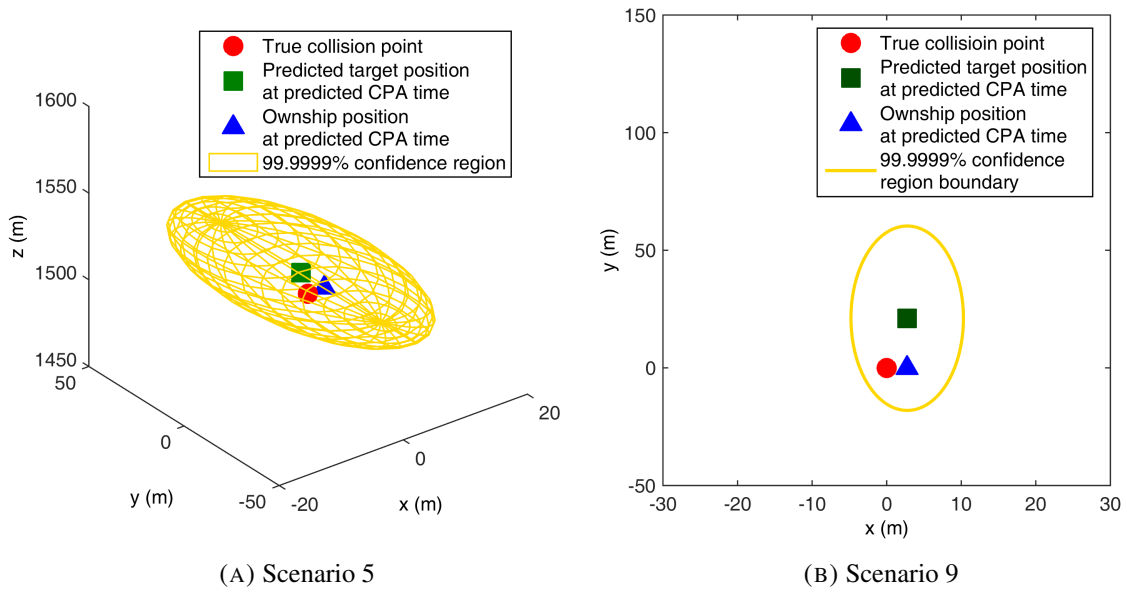 True collision point
Predicted target position
at predicted CPA time
Ownship position
at predicted CPA time
99.9999% confidence region
1600
1550
1500
1450
z (m)
50
0
-50
y (m)
-20
0
20
x (m)
(A) Scenario 5
True collisioin point
Predicted target position
at predicted CPA time
Ownship position
at predicted CPA time
99.9999% confidence
region boundary
150
100
50
0
-50
y (m)
-30
-20
-10
0
10
20
30
x (m)
(B) Scenario 9